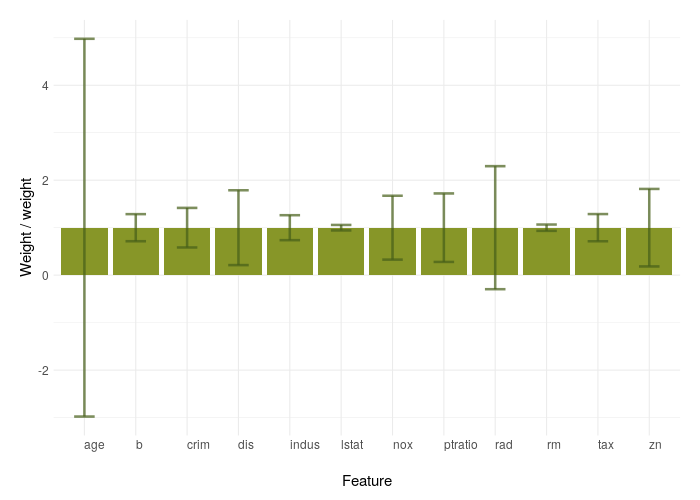 Weight / weight
4
2
0
-2
age b crim dis indus lstat nox ptratio rad rm tax zn
Feature